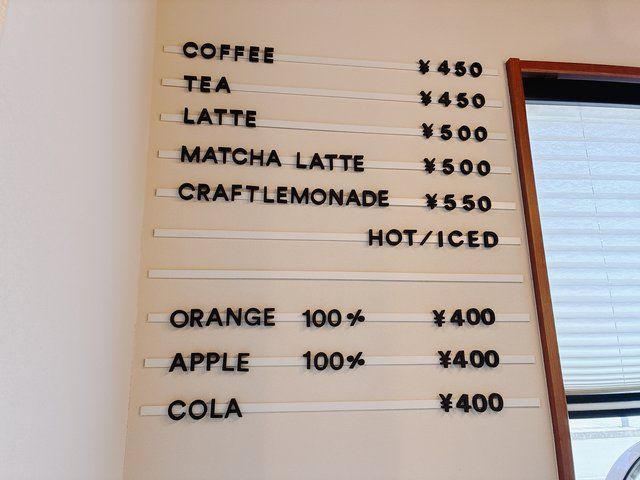 COFFEE ¥450
TEA ¥450
LATTE ¥500
MATCHA LATTE ¥500
CRAFTLEMONADE ¥550
HOT/ICED
ORANGE 100% ¥400
APPLE 100% ¥400
COLA ¥400